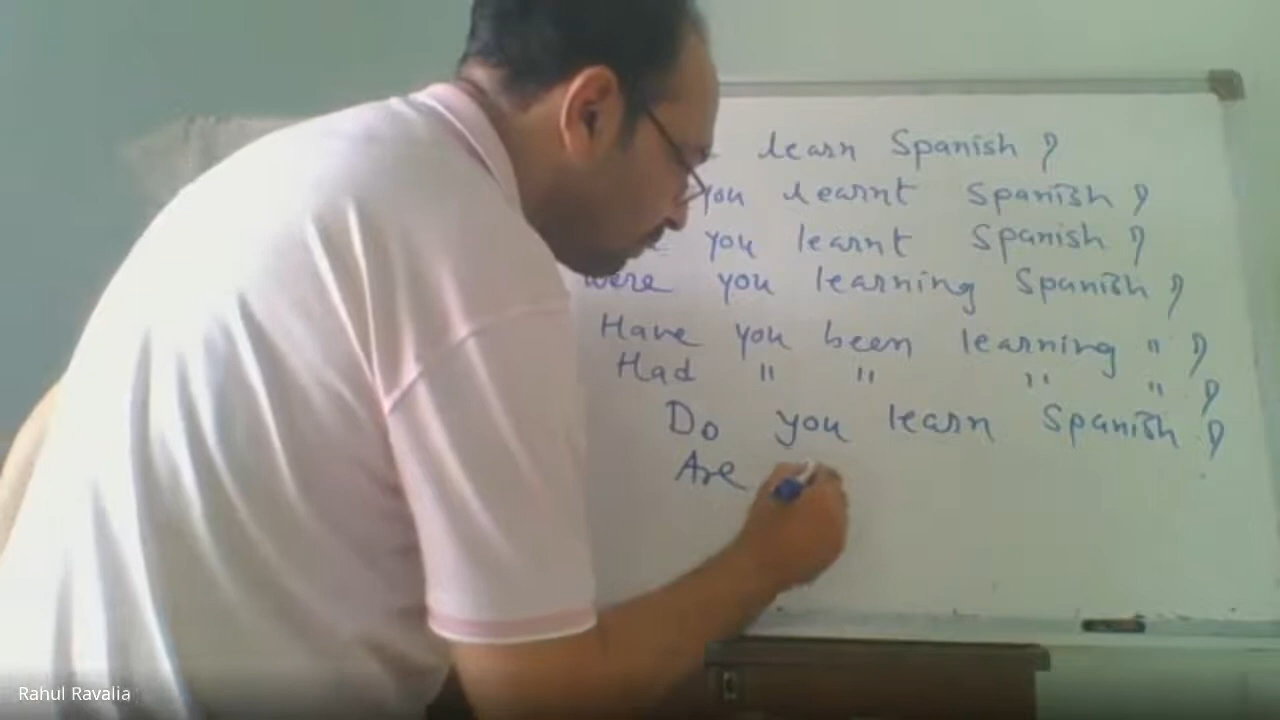 learn Spanish ?
you learnt Spanish ?
you learnt Spanish ?
Were you learning Spanish ?
Have you been learning " ?
Had " " " " ?
Do you learn Spanish ?
Are
Rahul Ravalia